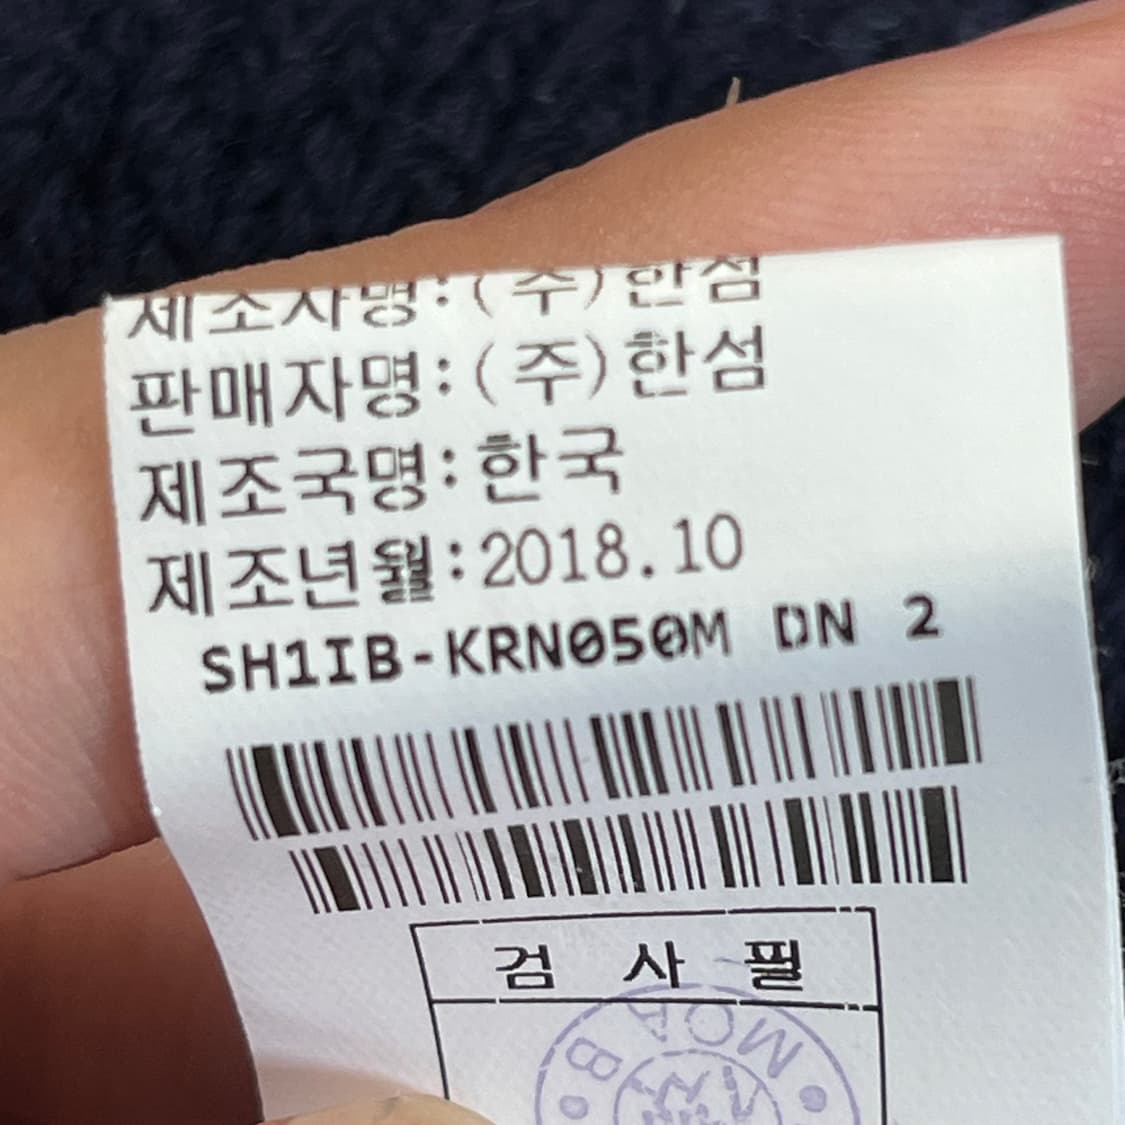 제조자명:(주)한섬
판매자명:(주)한섬
제조국명:한국
제조년월:2018.10
SH1IB-KRN050M DN 2
검 사 필